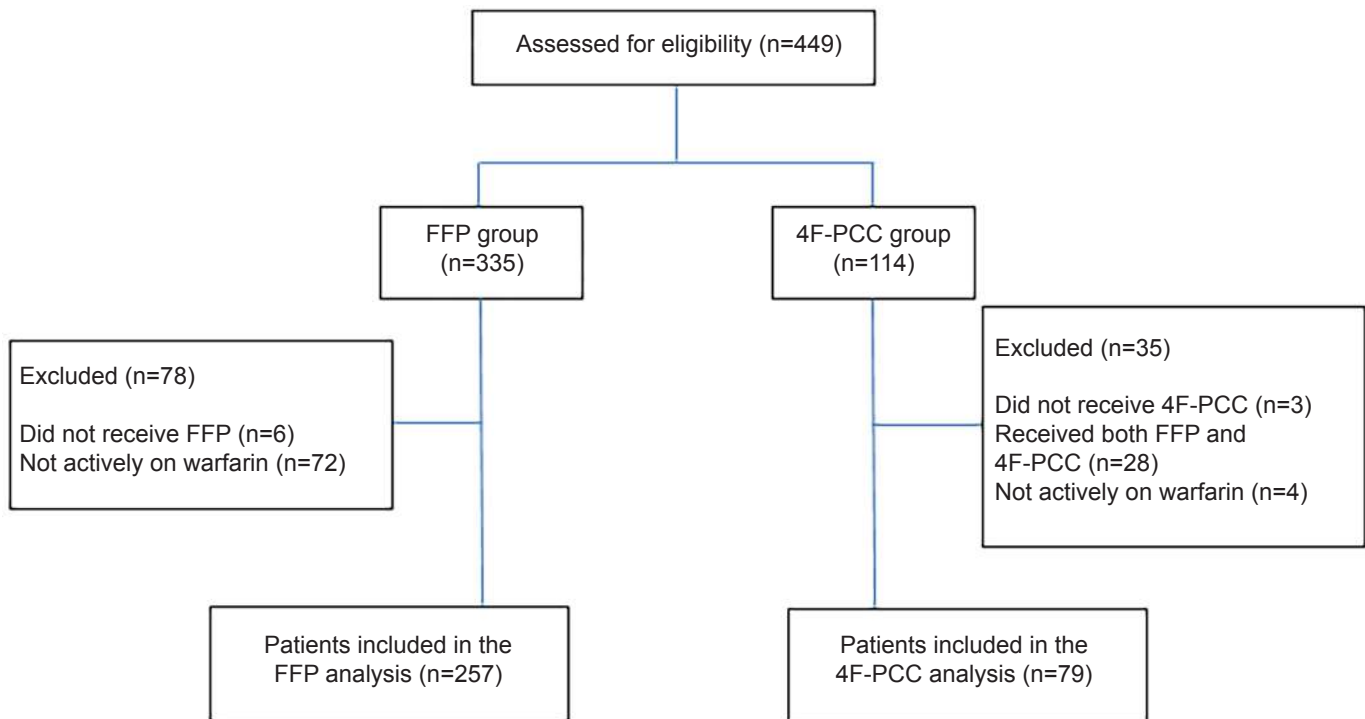 Assessed for eligibility (n=449)
FFP group
(n=335)
4F-PCC group
(n=114)
Excluded (n=78)
Did not receive FFP (n=6)
Not actively on warfarin (n=72)
Excluded (n=35)
Did not receive 4F-PCC (n=3)
Received both FFP and
4F-PCC (n=28)
Not actively on warfarin (n=4)
Patients included in the
FFP analysis (n=257)
Patients included in the
4F-PCC analysis (n=79)